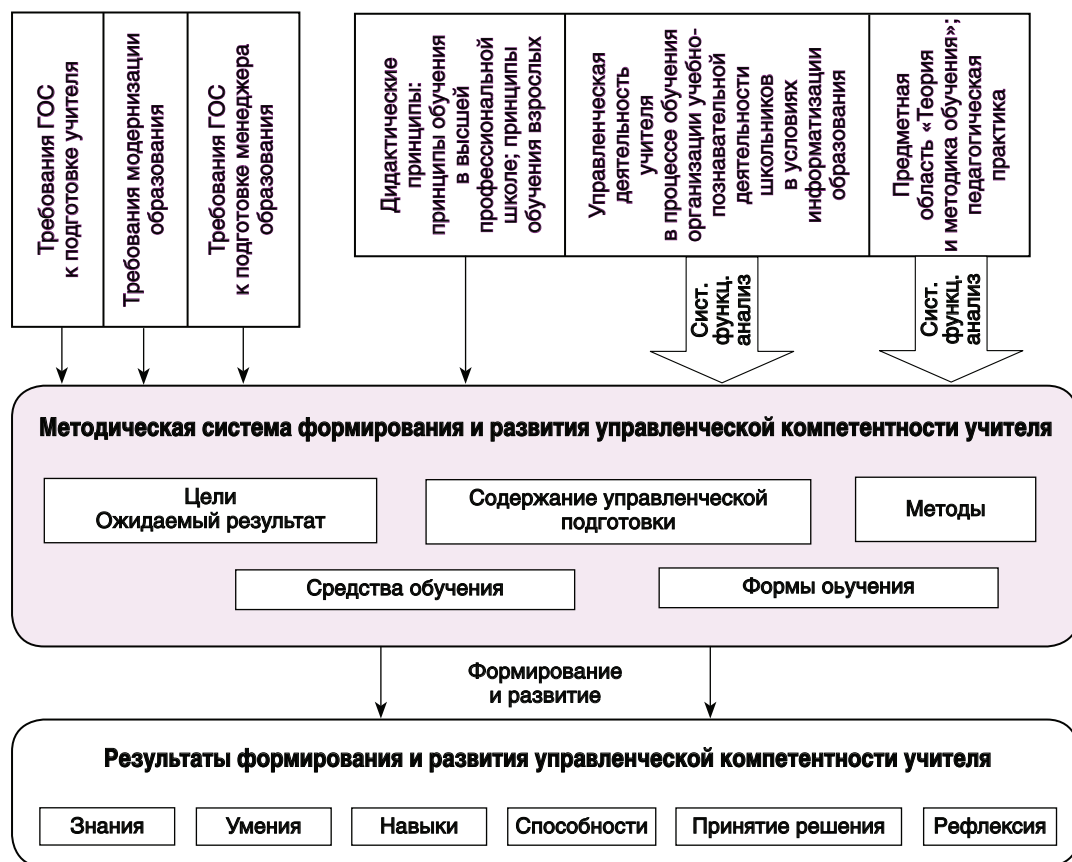 Требования ГОС
к подготовке учителя
Требования модернизации
образования
Требования ГОС
к подготовке менеджера
образования
Дидактические
принципы:
принципы обучения
в высшей
профессиональной
школе; принципы
обучения взрослых
Управленческая
деятельность
учителя
в процессе обучения
организации учебно-
познавательной
деятельности
школьников
в условиях
информатизации
образования
Предметная
область «Теория
и методика обучения»;
педагогическая
практика
Сист.
функц.
анализ
Сист.
функц.
анализ
Методическая система формирования и развития управленческой компетентности учителя
Цели
Ожидаемый результат
Содержание управленческой
подготовки
Методы
Средства обучения
Формы оьучения
Формирование
и развитие
Результаты формирования и развития управленческой компетентности учителя
Знания
Умения
Навыки
Способности
Принятие решения
Рефлексия